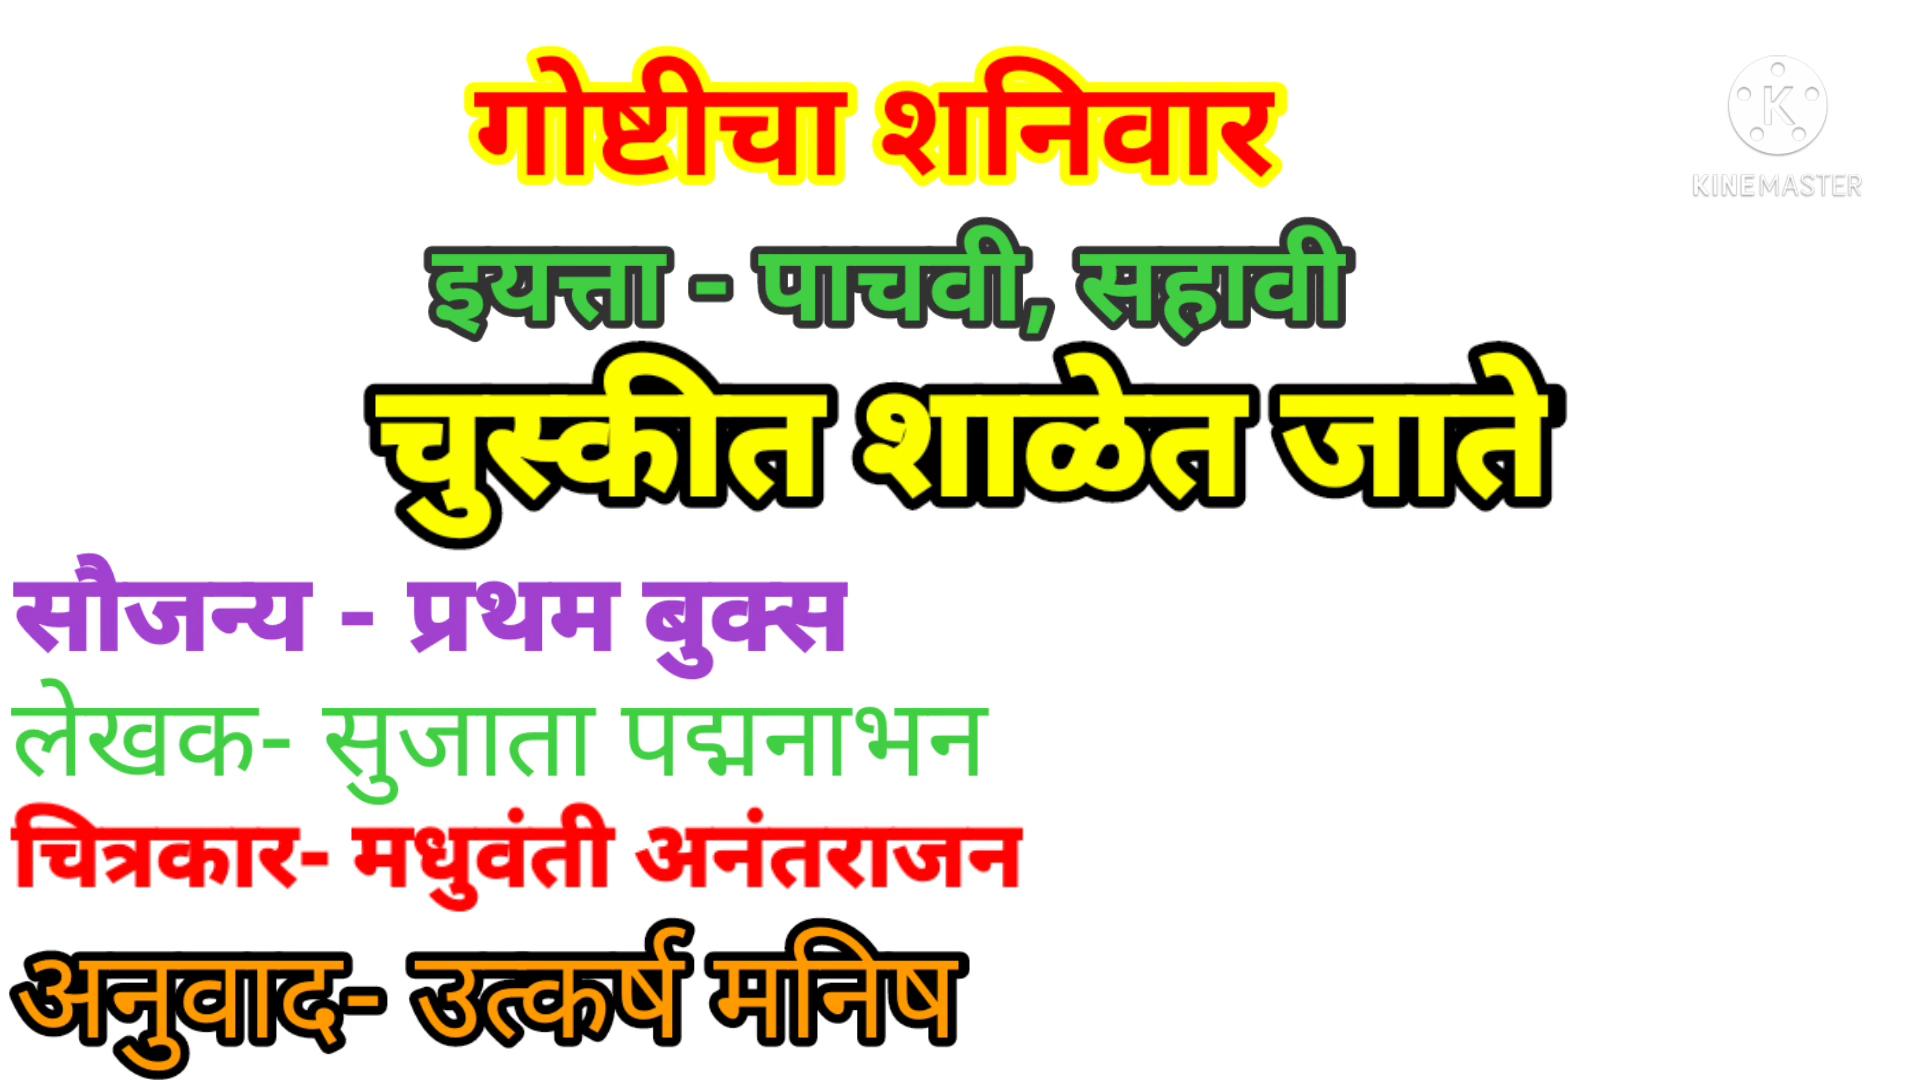 गोष्टीचा शनिवार
K
KINEMASTER
इयत्ता - पाचवी, सहावी
चुस्कीत शाळेत जाते
सौजन्य - प्रथम बुक्स
लेखक- सुजाता पद्मनाभन
चित्रकार- मधुवंती अनंतराजन
अनुवाद- उत्कर्ष मनिष